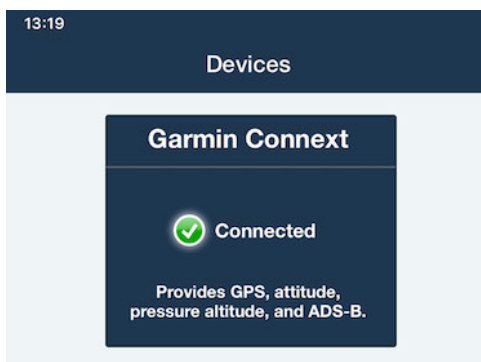 13:19
Devices
Garmin Connext
Connected
Provides GPS, attitude,
pressure altitude, and ADS-B.